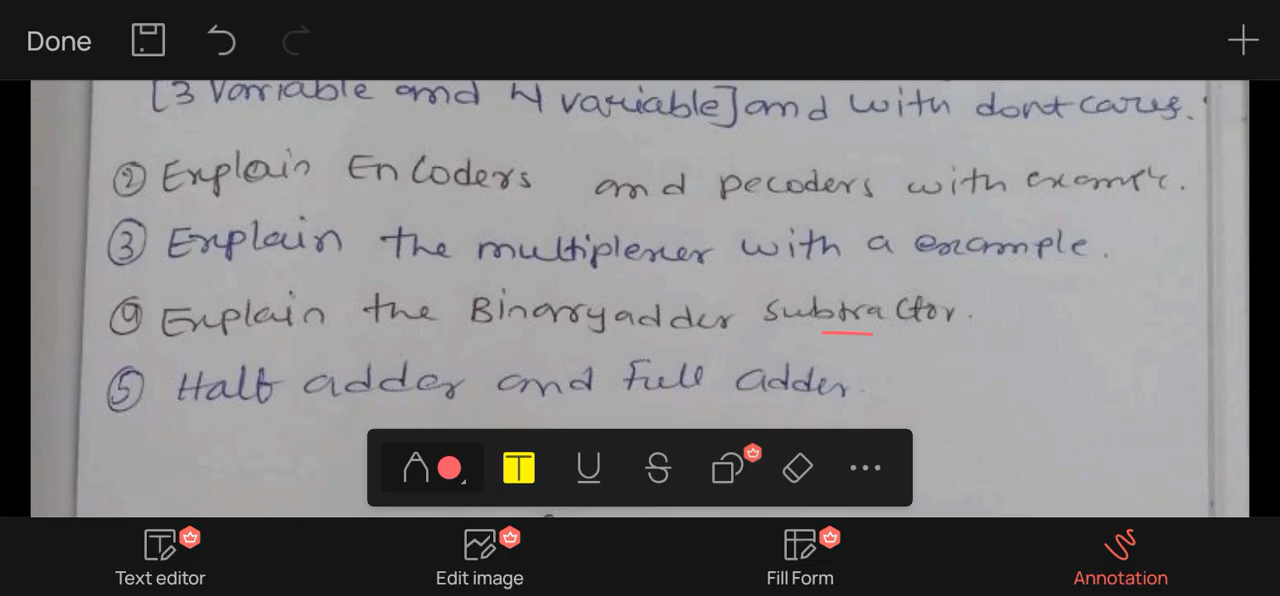 Done
[3 Variable and 4 variable] and with dont cares.
② Explain Encoders and Decoders with example.
③ Explain the multiplexer with a example.
④ Explain the Binary adder subtractor.
⑤ Half adder and Full adder.
Text editor
Edit image
Fill Form
Annotation